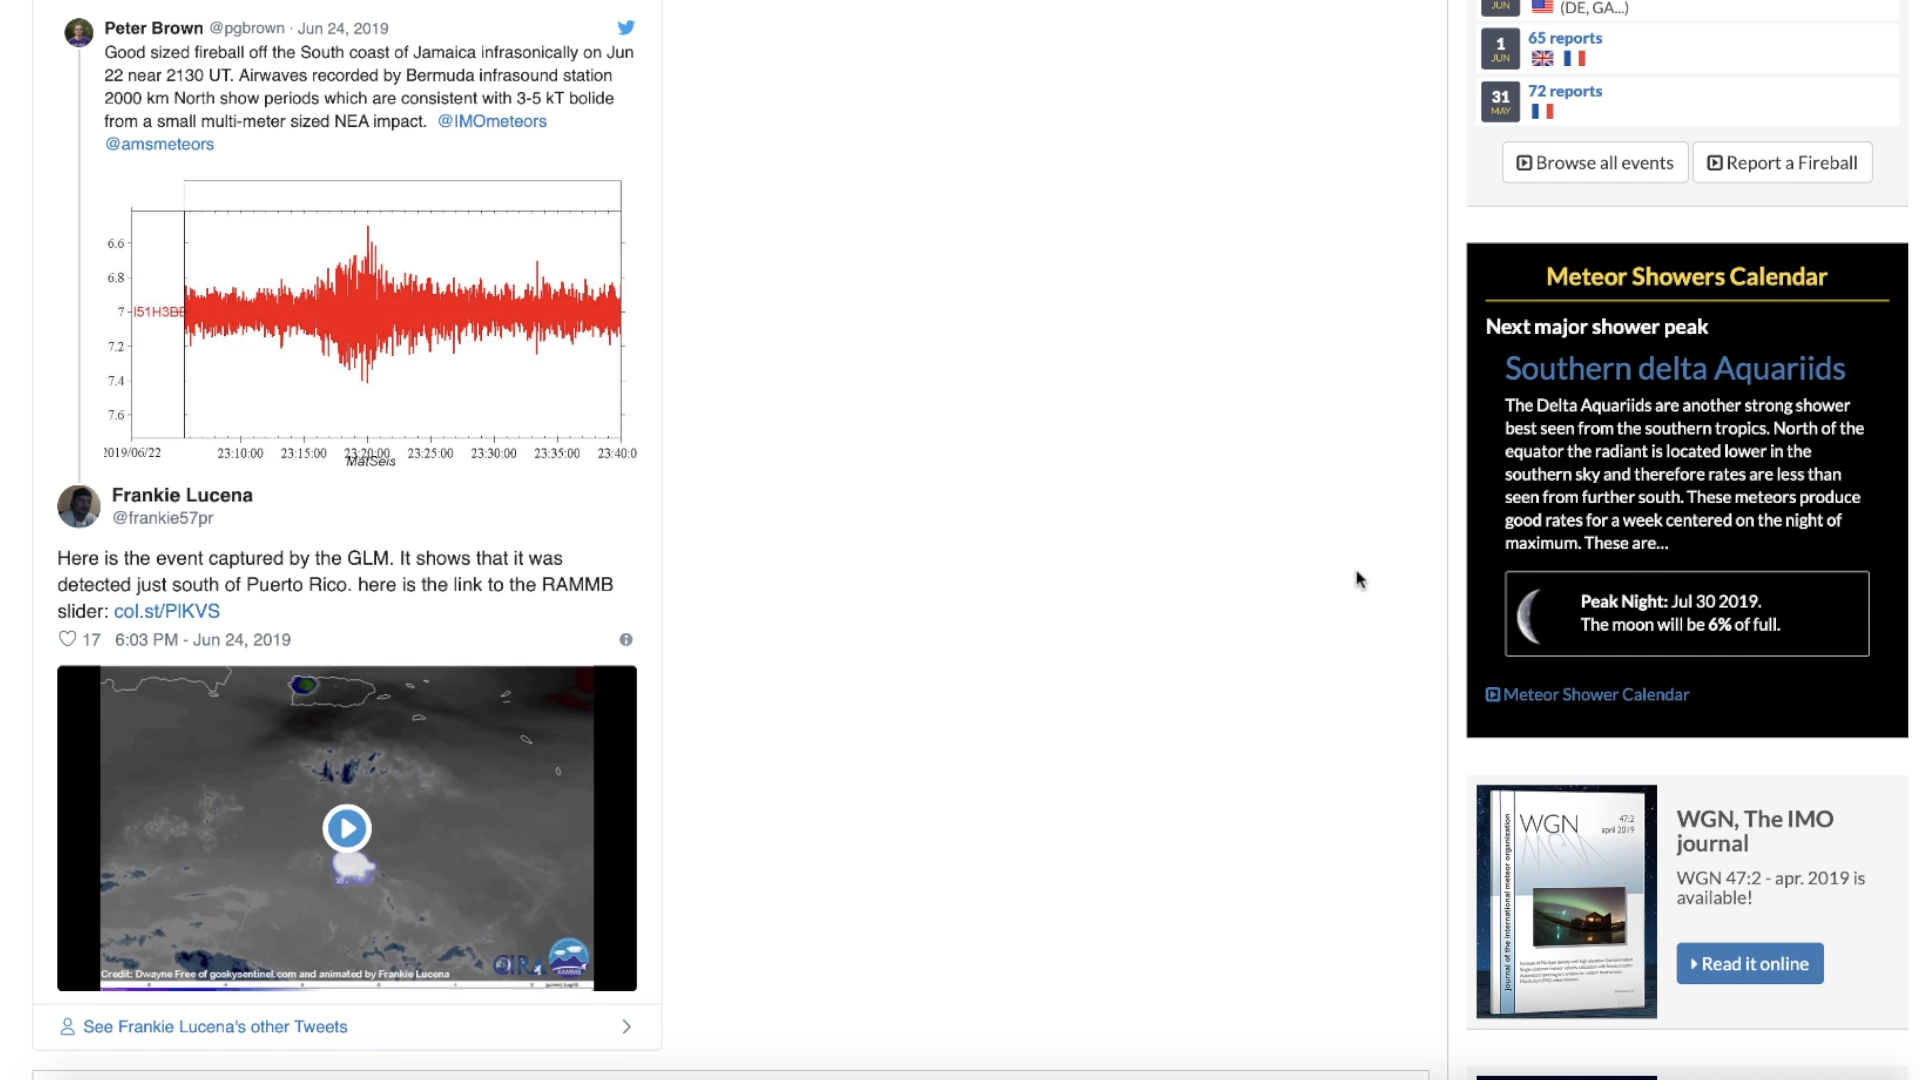 Peter Brown @pgbrown · Jun 24, 2019
Good sized fireball off the South coast of Jamaica infrasonically on Jun
22 near 2130 UT. Airwaves recorded by Bermuda infrasound station
2000 km North show periods which are consistent with 3-5 kT bolide
from a small multi-meter sized NEA impact. @IMOmeteors
@amsmeteors
6.6
6.8
7
I51H3BD
7.2
7.4
7.6
2019/06/22
23:10:00 23:15:00 23:20:00 23:25:00 23:30:00 23:35:00 23:40:0
MatSeis
Frankie Lucena
@frankie57pr
Here is the event captured by the GLM. It shows that it was
detected just south of Puerto Rico. here is the link to the RAMMB
slider: col.st/PlKVS
17 6:03 PM - Jun 24, 2019
CIRA
RAMMB
Credit: Dwayne Free of goskysentinel.com and animated by Frankie Lucena
See Frankie Lucena's other Tweets
JUN
(DE, GA...)
1
JUN
65 reports
31
MAY
72 reports
Browse all events
Report a Fireball
Meteor Showers Calendar
Next major shower peak
Southern delta Aquariids
The Delta Aquariids are another strong shower
best seen from the southern tropics. North of the
equator the radiant is located lower in the
southern sky and therefore rates are less than
seen from further south. These meteors produce
good rates for a week centered on the night of
maximum. These are...
Peak Night: Jul 30 2019.
The moon will be 6% of full.
Meteor Shower Calendar
WGN
47:2
april 2019
Journal of the international meteor organization
WGN, The IMO
journal
WGN 47:2 - apr. 2019 is
available!
Read it online